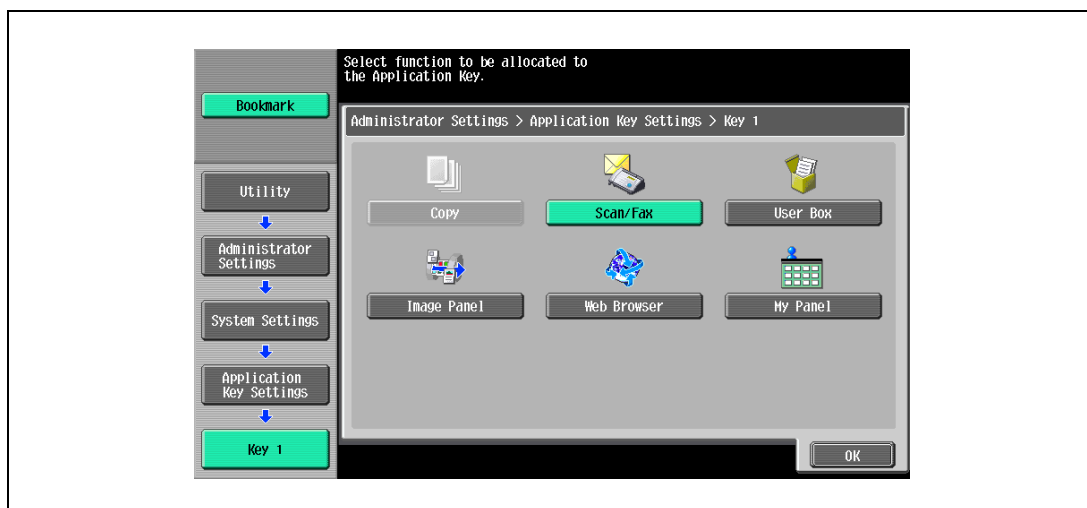 Select function to be allocated to
the Application Key.
Bookmark
Administrator Settings > Application Key Settings > Key 1
Utility
Administrator
Settings
System Settings
Application
Key Settings
Key 1
Copy
Scan/Fax
User Box
Image Panel
Web Browser
My Panel
OK